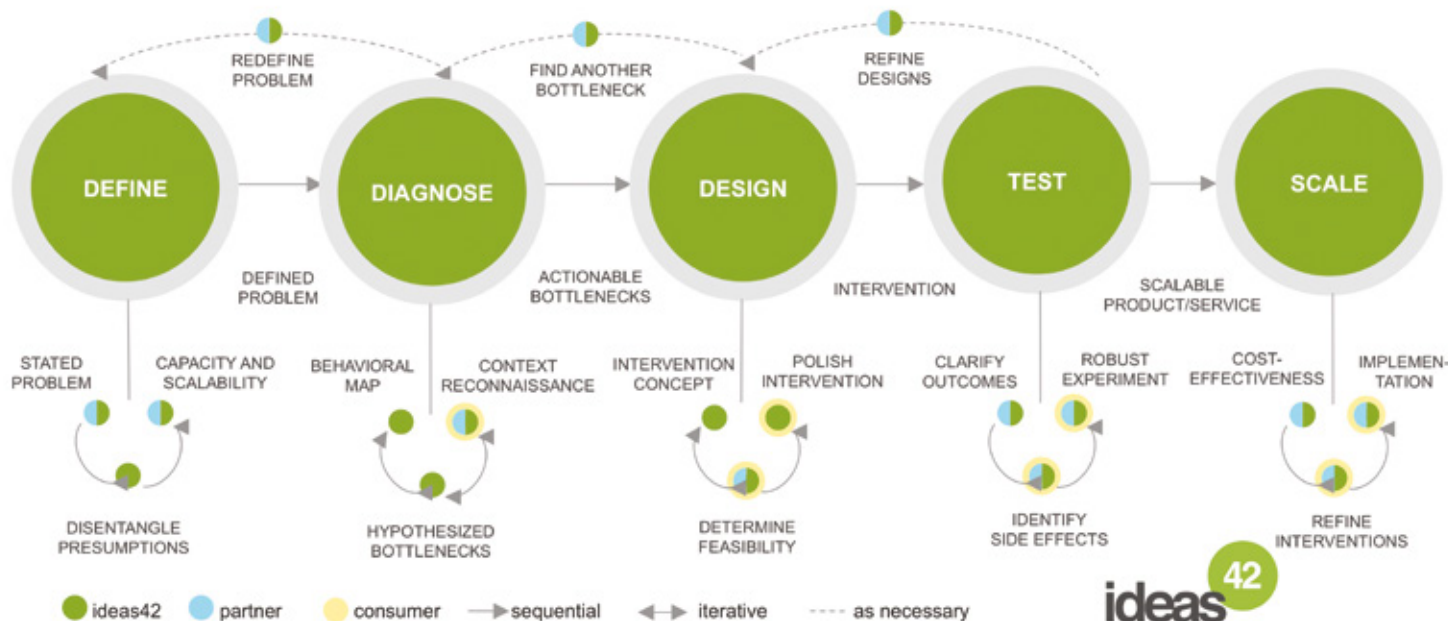 REDEFINE
PROBLEM
FIND ANOTHER
BOTTLENECK
REFINE
DESIGNS
DEFINE
DIAGNOSE
DESIGN
TEST
SCALE
DEFINED
PROBLEM
ACTIONABLE
BOTTLENECKS
INTERVENTION
SCALABLE
PRODUCT/SERVICE
STATED
PROBLEM
CAPACITY AND
SCALABILITY
BEHAVIORAL
MAP
CONTEXT
RECONNAISSANCE
INTERVENTION
CONCEPT
POLISH
INTERVENTION
CLARIFY
OUTCOMES
ROBUST
EXPERIMENT
COST-
EFFECTIVENESS
IMPLEMEN-
TATION
DISENTANGLE
PRESUMPTIONS
HYPOTHESIZED
BOTTLENECKS
DETERMINE
FEASIBILITY
IDENTIFY
SIDE EFFECTS
REFINE
INTERVENTIONS
ideas42 partner consumer sequential iterative as necessary
ideas 42